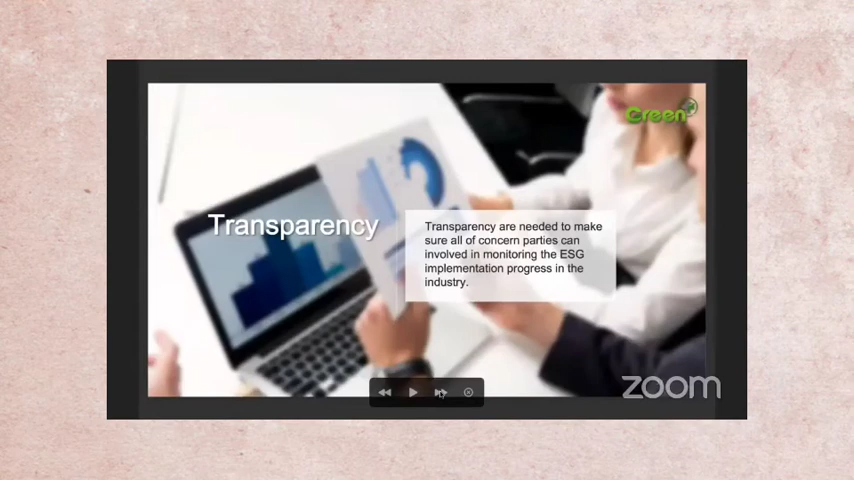 Green
Transparency
Transparency are needed to make
sure all of concern parties can
involved in monitoring the ESG
implementation progress in the
industry.
zoom